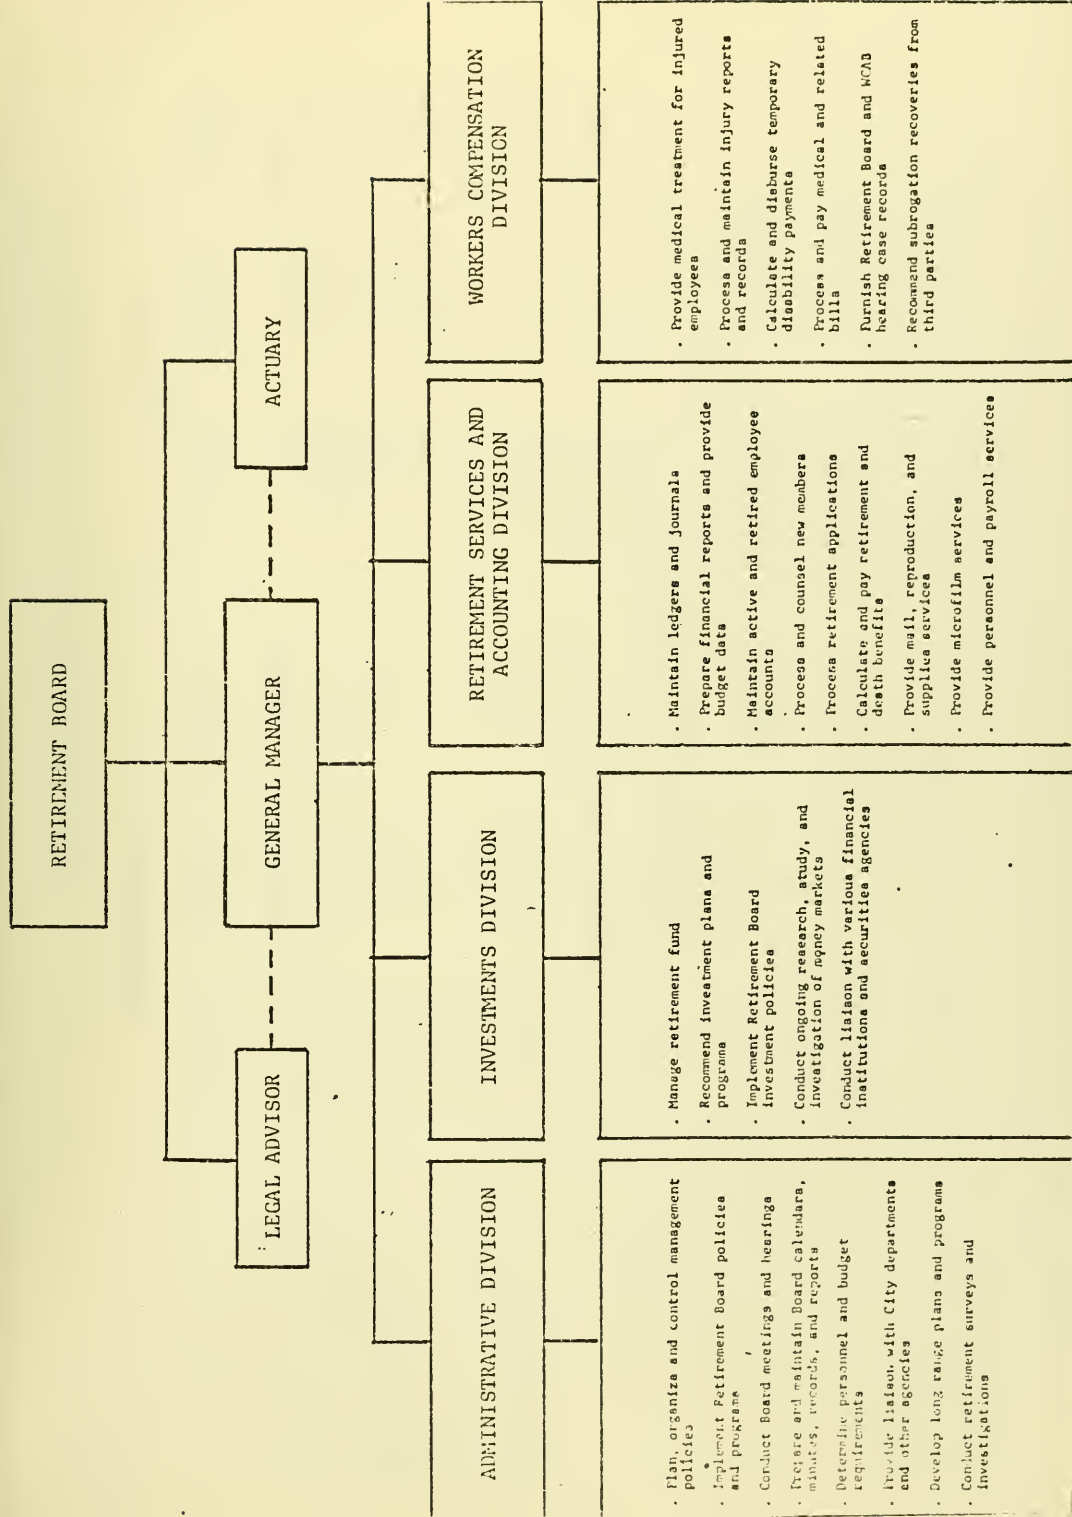 RETIREMENT BOARD
LEGAL ADVISOR
GENERAL MANAGER
ACTUARY
ADMINISTRATIVE DIVISION
INVESTMENTS DIVISION
RETIREMENT SERVICES AND
ACCOUNTING DIVISION
WORKERS COMPENSATION
DIVISION
. Plan, organize and control management
policies
. Implement Retirement Board policies
and programs
. Conduct Board meetings and hearings
. Prepare and maintain Board calendars,
minutes, records, and reports
. Determine personnel and budget
requirements
. Provide liaison with City departments
and other agencies
. Develop long range plans and programs
. Conduct retirement surveys and
investigations
. Manage retirement fund
. Recommend investment plans and
programs
. Implement Retirement Board
investment policies
. Conduct ongoing research, study, and
investigation of money markets
. Conduct liaison with various financial
institutions and securities agencies
. Maintain ledgers and journals
. Prepare financial reports and provide
budget data
. Maintain active and retired employee
accounts
. Process and counsel new members
. Process retirement applications
. Calculate and pay retirement and
death benefits
. Provide mail, reproduction, and
supplies services
. Provide microfilm services
. Provide personnel and payroll services
. Provide medical treatment for injured
employees
. Process and maintain injury reports
and records
. Calculate and disburse temporary
disability payments
. Process and pay medical and related
bills
. Furnish Retirement Board and WCAB
hearing case records
. Recommend subrogation recoveries from
third parties